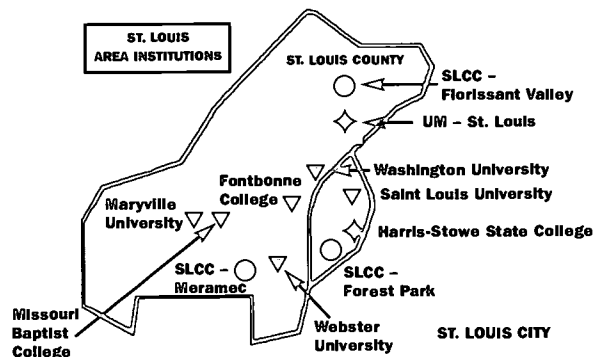 ST. LOUIS
AREA INSTITUTIONS
ST. LOUIS COUNTY
SLCC –
Florissant Valley
UM – St. Louis
Washington University
Fontbonne
College
Saint Louis University
Maryville
University
Harris-Stowe State College
SLCC –
Meramec
SLCC –
Forest Park
Missouri
Baptist
College
Webster
University
ST. LOUIS CITY